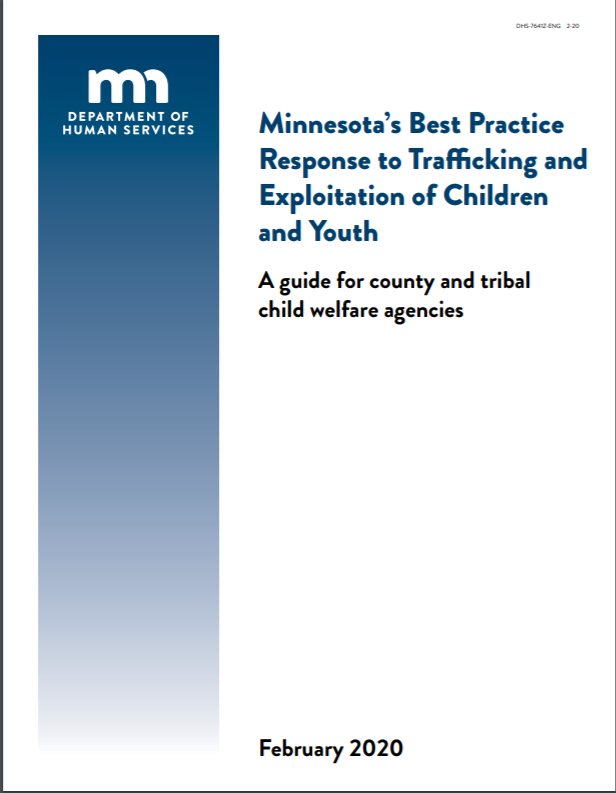 DHS-7641Z-ENG 2-20
mn
DEPARTMENT OF
HUMAN SERVICES
Minnesota's Best Practice
Response to Trafficking and
Exploitation of Children
and Youth
A guide for county and tribal
child welfare agencies
February 2020